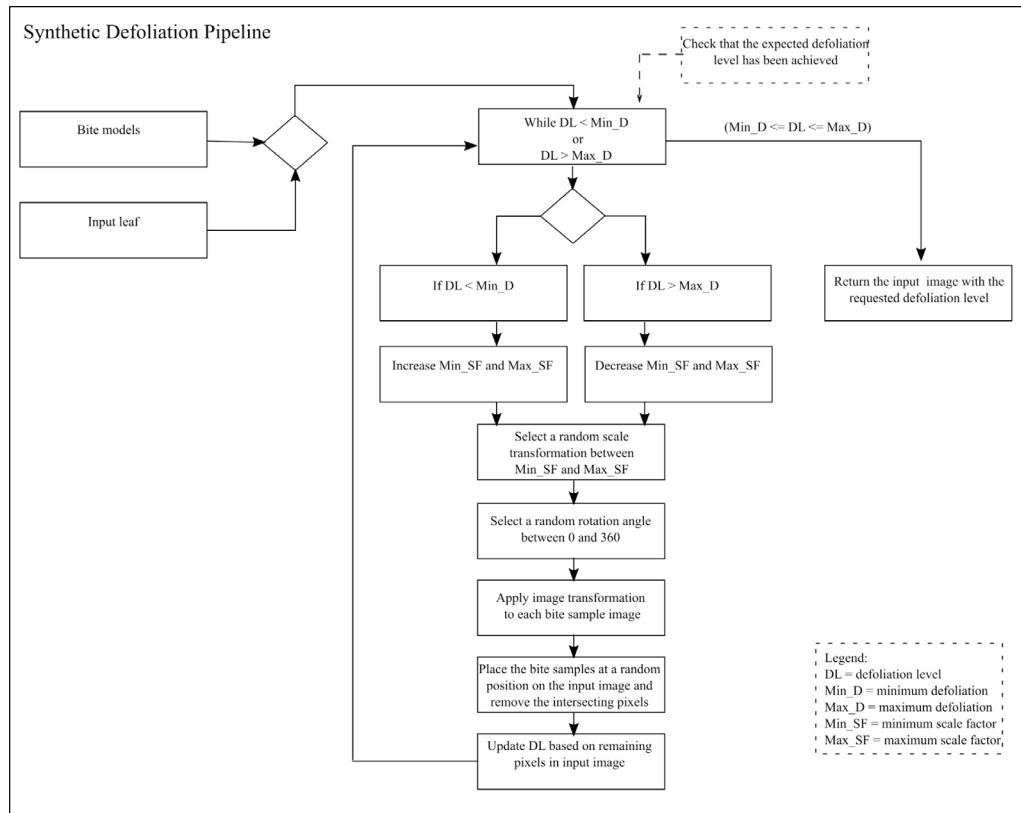 Synthetic Defoliation Pipeline
Check that the expected defoliation
level has been achieved
Bite models
While DL < Min_D
or
DL > Max_D
(Min_D <= DL <= Max_D)
Input leaf
If DL < Min_D
If DL > Max_D
Return the input image with the
requested defoliation level
Increase Min_SF and Max_SF
Decrease Min_SF and Max_SF
Select a random scale
transformation between
Min_SF and Max_SF
Select a random rotation angle
between 0 and 360
Apply image transformation
to each bite sample image
Place the bite samples at a random
position on the input image and
remove the intersecting pixels
Update DL based on remaining
pixels in input image
Legend:
DL = defoliation level
Min_D = minimum defoliation
Max_D = maximum defoliation
Min_SF = minimum scale factor
Max_SF = maximum scale factor